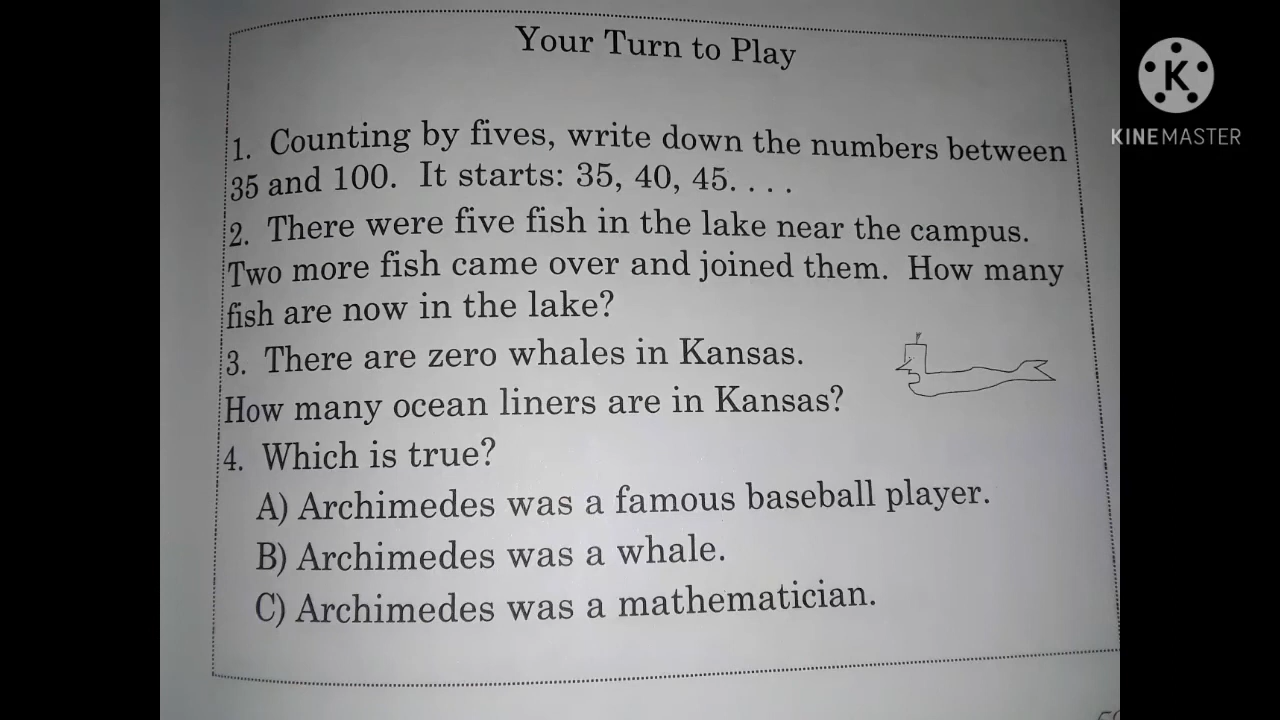 Your Turn to Play
1. Counting by fives, write down the numbers between
35 and 100. It starts: 35, 40, 45. . . .
2. There were five fish in the lake near the campus.
Two more fish came over and joined them. How many
fish are now in the lake?
3. There are zero whales in Kansas.
How many ocean liners are in Kansas?
4. Which is true?
A) Archimedes was a famous baseball player.
B) Archimedes was a whale.
C) Archimedes was a mathematician.
K
KINEMASTER